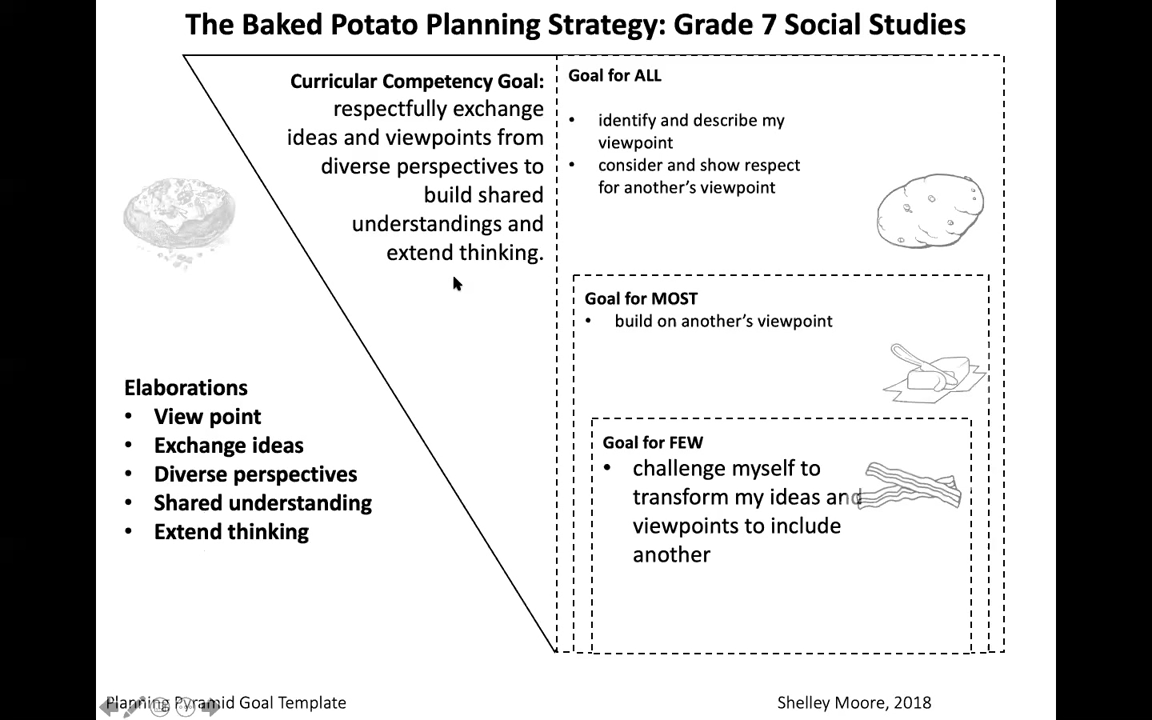 The Baked Potato Planning Strategy: Grade 7 Social Studies
Curricular Competency Goal:
respectfully exchange
ideas and viewpoints from
diverse perspectives to
build shared
understandings and
extend thinking.
Goal for ALL
• identify and describe my
viewpoint
• consider and show respect
for another’s viewpoint
Goal for MOST
• build on another’s viewpoint
Goal for FEW
• challenge myself to
transform my ideas and
viewpoints to include
another
Elaborations
• View point
• Exchange ideas
• Diverse perspectives
• Shared understanding
• Extend thinking
Planning Pyramid Goal Template
Shelley Moore, 2018